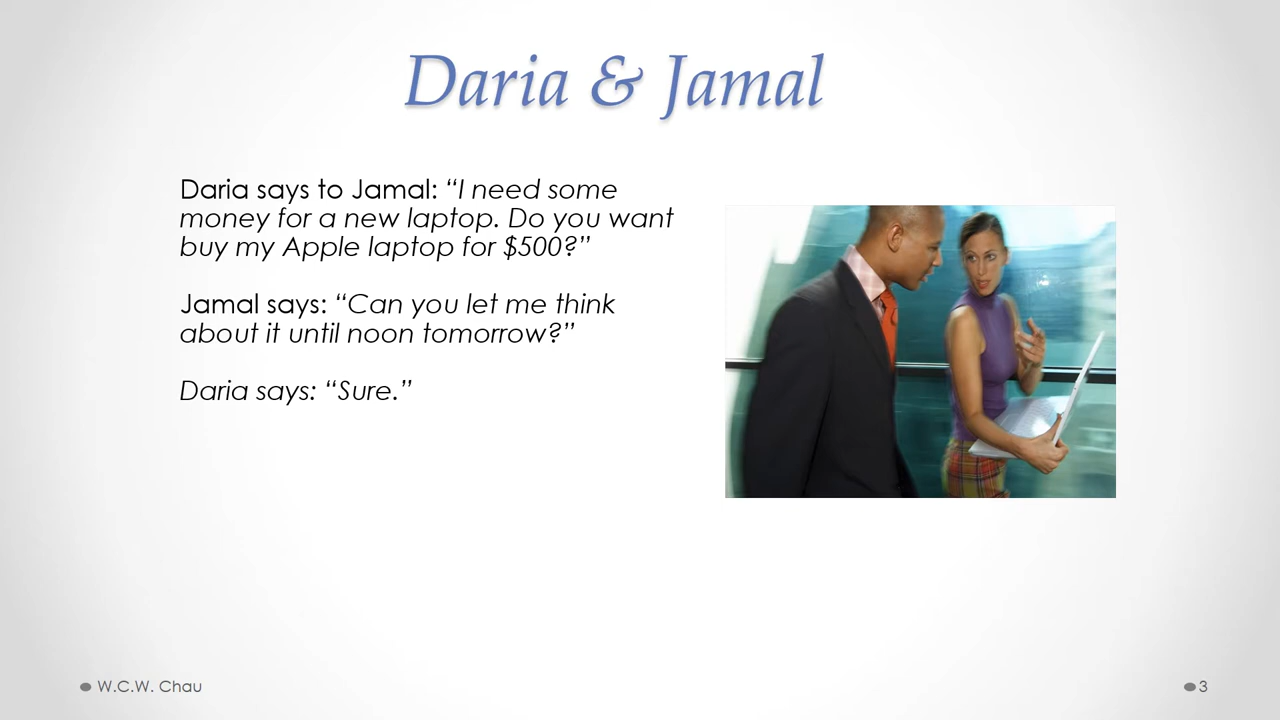 Daria & Jamal
Daria says to Jamal: “I need some
money for a new laptop. Do you want
buy my Apple laptop for $500?”
Jamal says: “Can you let me think
about it until noon tomorrow?”
Daria says: “Sure.”
W.C.W. Chau
3